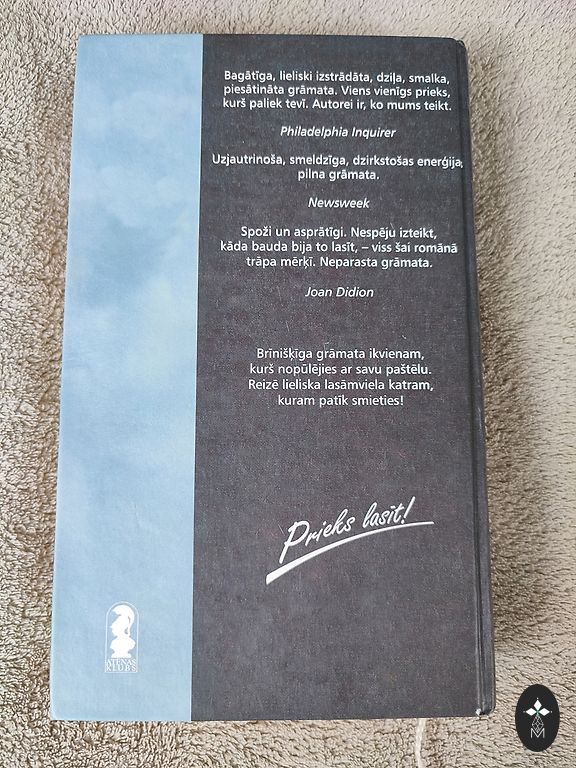 Bagātīga, lieliski izstrādāta, dziļa, smalka,
piesātināta grāmata. Viens vienīgs prieks,
kurš paliek tevī. Autorei ir, ko mums teikt.
Philadelphia Inquirer
Uzjautrinoša, smeldzīga, dzirkstošas enerģija,
pilna grāmata.
Newsweek
Spoži un asprātīgi. Nespēju izteikt,
kāda bauda bija to lasīt, – viss šai romānā
trāpa mērķī. Neparasta grāmata.
Joan Didion
Brīnišķīga grāmata ikvienam,
kurš nopūlējies ar savu paštēlu.
Reizē lieliska lasāmviela katram,
kuram patīk smieties!
Prieks lasīt!
ATENAS
KLUBS
M